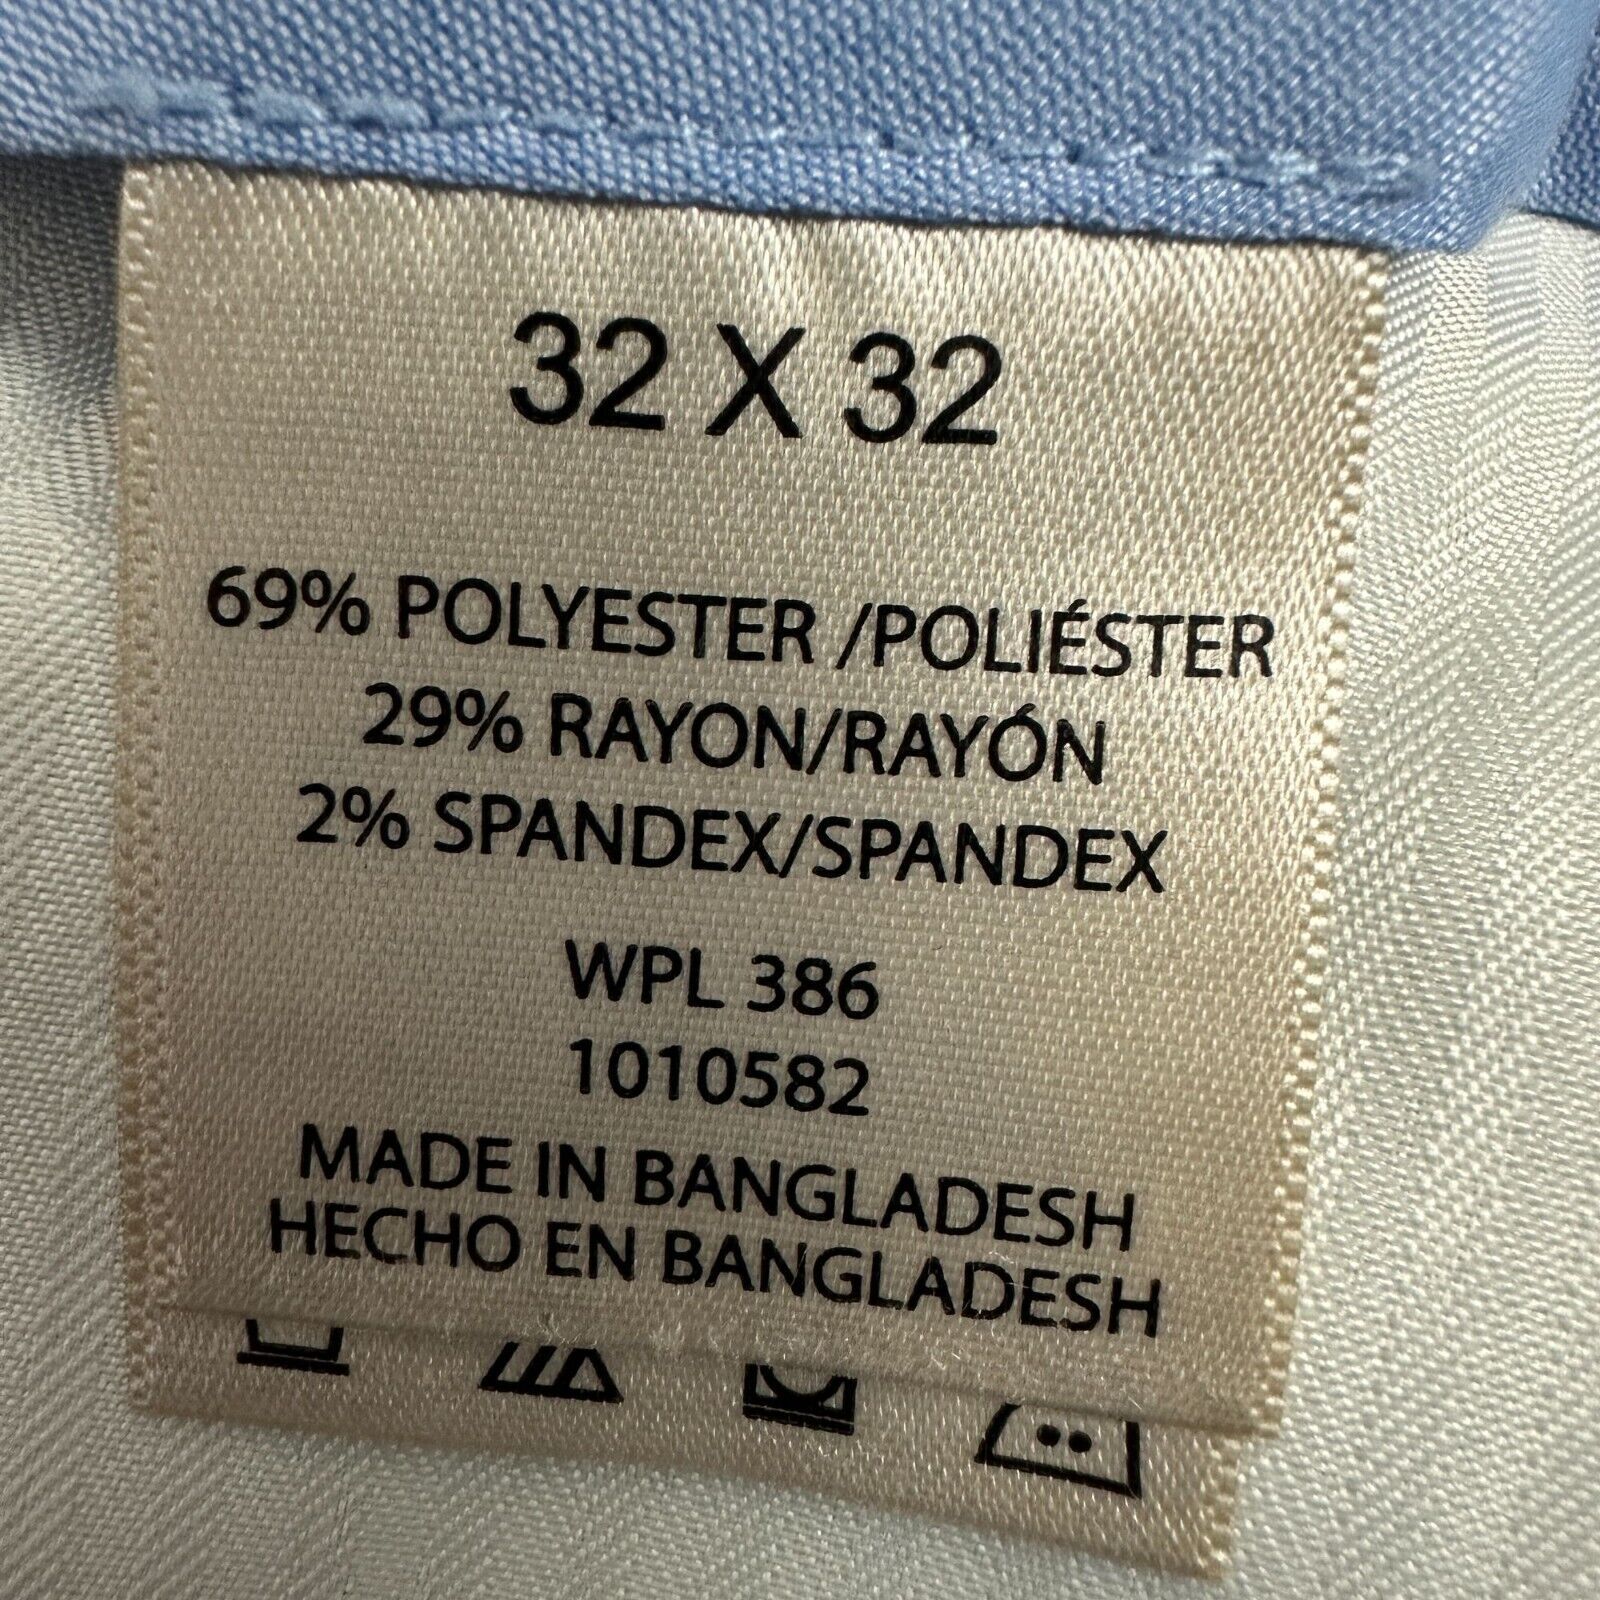 32 X 32
69% POLYESTER /POLIÉSTER
29% RAYON/RAYÓN
2% SPANDEX/SPANDEX
WPL 386
1010582
MADE IN BANGLADESH
HECHO EN BANGLADESH